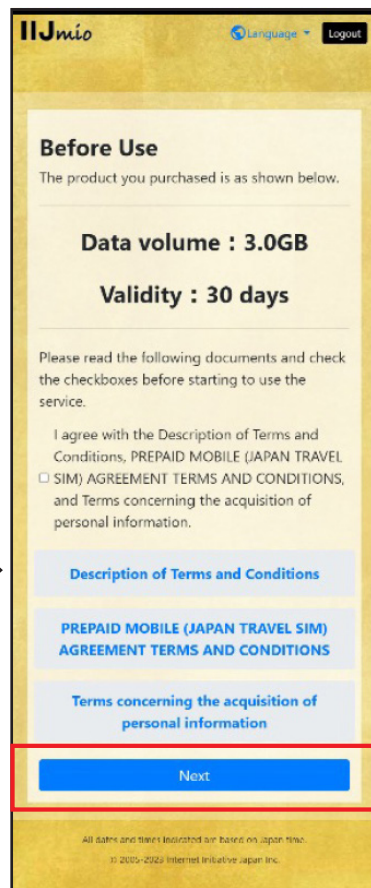 IIJmio
Language
Logout
Before Use
The product you purchased is as shown below.
Data volume：3.0GB
Validity：30 days
Please read the following documents and check
the checkboxes before starting to use the
service.
I agree with the Description of Terms and
Conditions, PREPAID MOBILE (JAPAN TRAVEL
SIM) AGREEMENT TERMS AND CONDITIONS,
and Terms concerning the acquisition of
personal information.
Description of Terms and Conditions
PREPAID MOBILE (JAPAN TRAVEL SIM)
AGREEMENT TERMS AND CONDITIONS
Terms concerning the acquisition of
personal information
Next
All dates and times indicated are based on Japan time.
© 2005-2023 Internet Initiative Japan Inc.